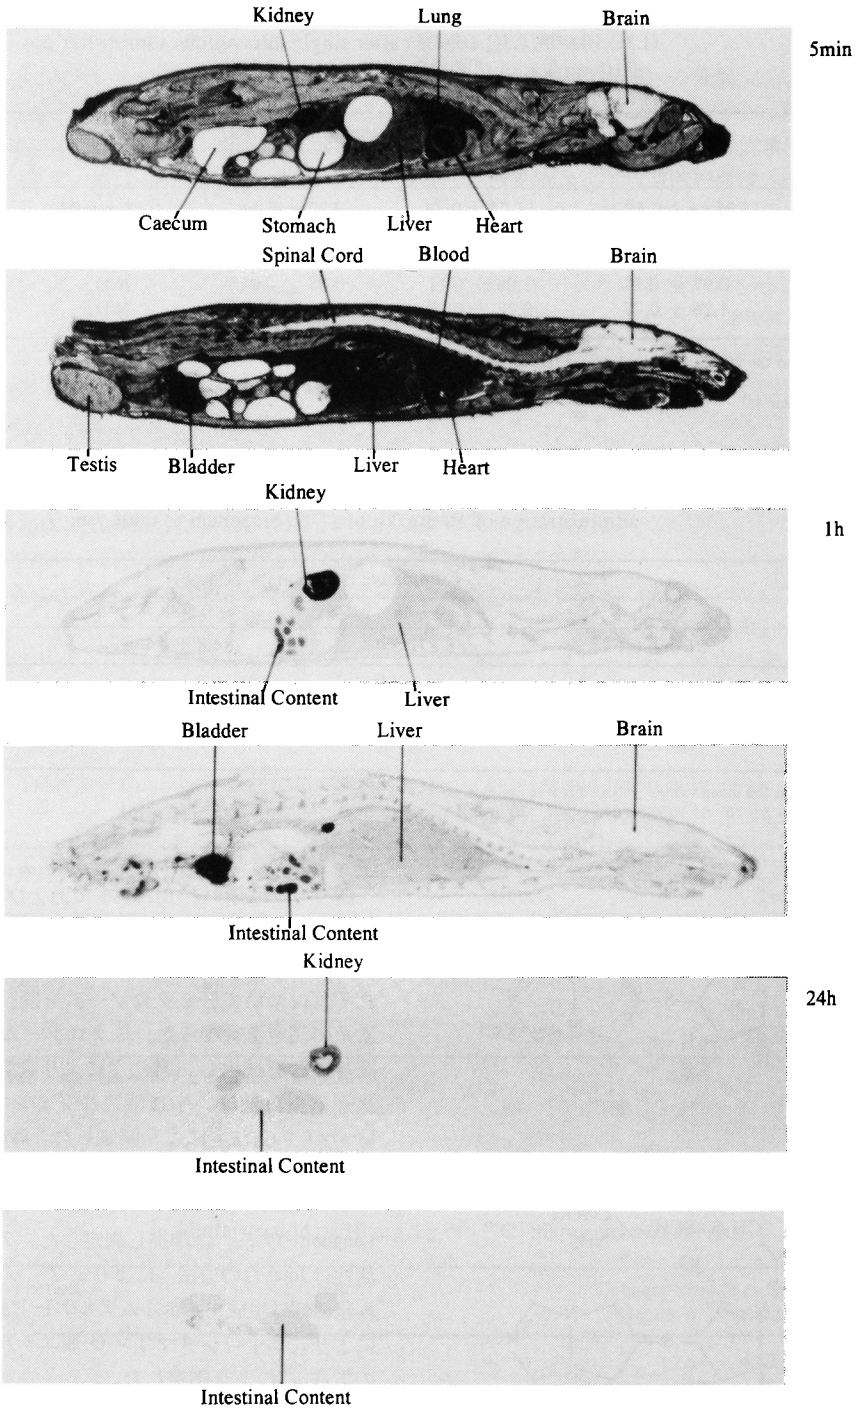 Kidney Lung Brain
5min
Caecum Stomach Liver Heart
Spinal Cord Blood Brain
Testis Bladder Liver Heart
Kidney
1h
Intestinal Content Liver
Bladder Liver Brain
Intestinal Content
Kidney
24h
Intestinal Content
Intestinal Content